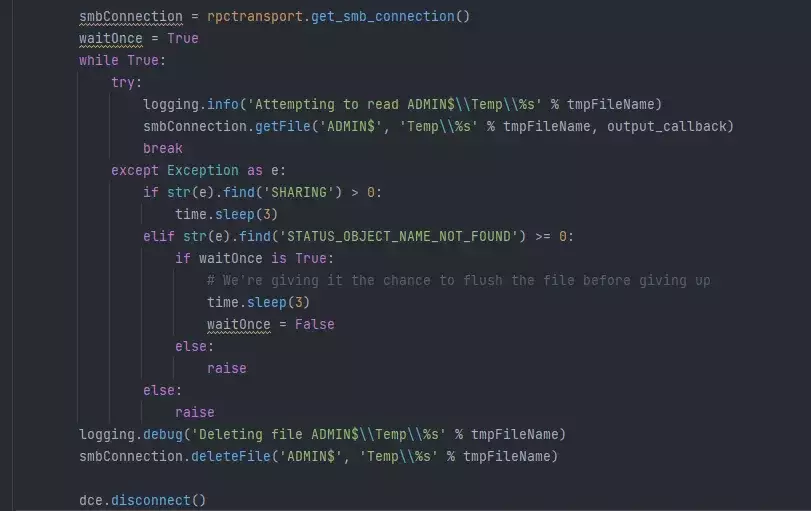 smbConnection = rpctransport.get_smb_connection()
waitOnce = True
while True:
try:
logging.info('Attempting to read ADMIN$\\Temp\\%s' % tmpFileName)
smbConnection.getFile('ADMIN$', 'Temp\\%s' % tmpFileName, output_callback)
break
except Exception as e:
if str(e).find('SHARING') > 0:
time.sleep(3)
elif str(e).find('STATUS_OBJECT_NAME_NOT_FOUND') >= 0:
if waitOnce is True:
# We're giving it the chance to flush the file before giving up
time.sleep(3)
waitOnce = False
else:
raise
else:
raise
logging.debug('Deleting file ADMIN$\\Temp\\%s' % tmpFileName)
smbConnection.deleteFile('ADMIN$', 'Temp\\%s' % tmpFileName)
dce.disconnect()